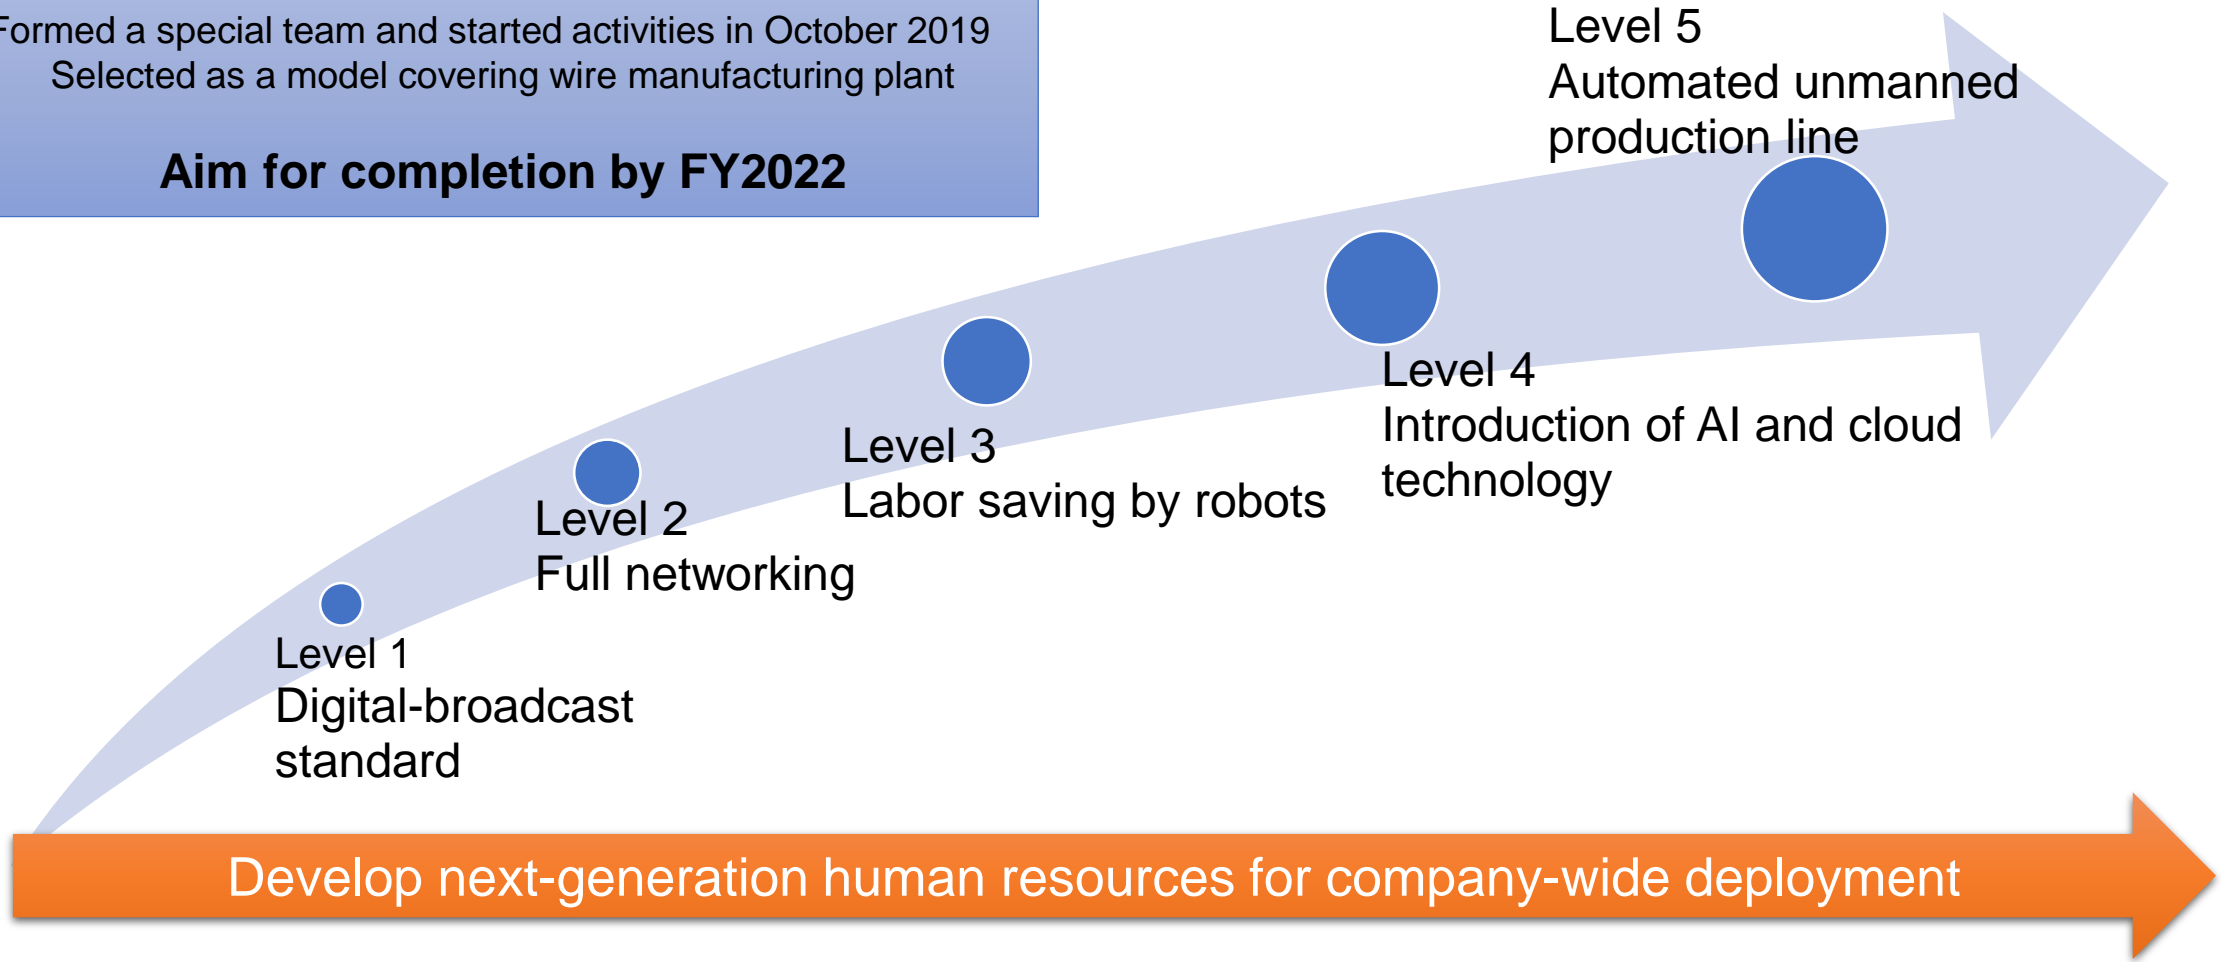 Formed a special team and started activities in October 2019
Selected as a model covering wire manufacturing plant
Aim for completion by FY2022
Level 5
Automated unmanned
production line
Level 4
Introduction of AI and cloud
technology
Level 3
Labor saving by robots
Level 2
Full networking
Level 1
Digital-broadcast
standard
Develop next-generation human resources for company-wide deployment